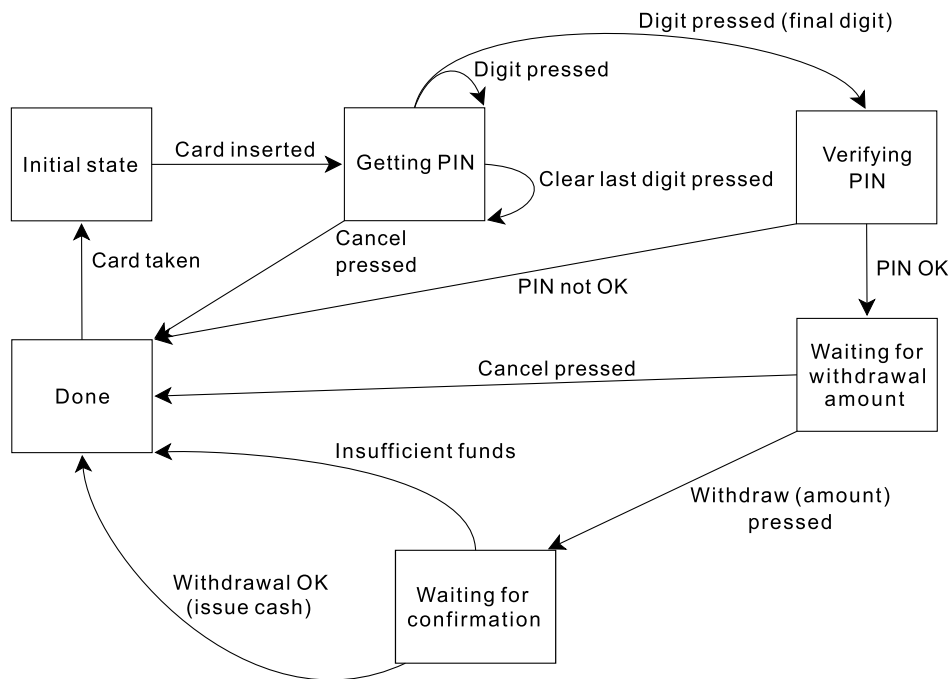 Digit pressed (final digit)
Digit pressed
Initial state
Card inserted
Getting PIN
Clear last digit pressed
Verifying
PIN
Card taken
Cancel
pressed
PIN not OK
PIN OK
Done
Cancel pressed
Waiting for
withdrawal
amount
Insufficient funds
Withdraw (amount)
pressed
Withdrawal OK
(issue cash)
Waiting for
confirmation